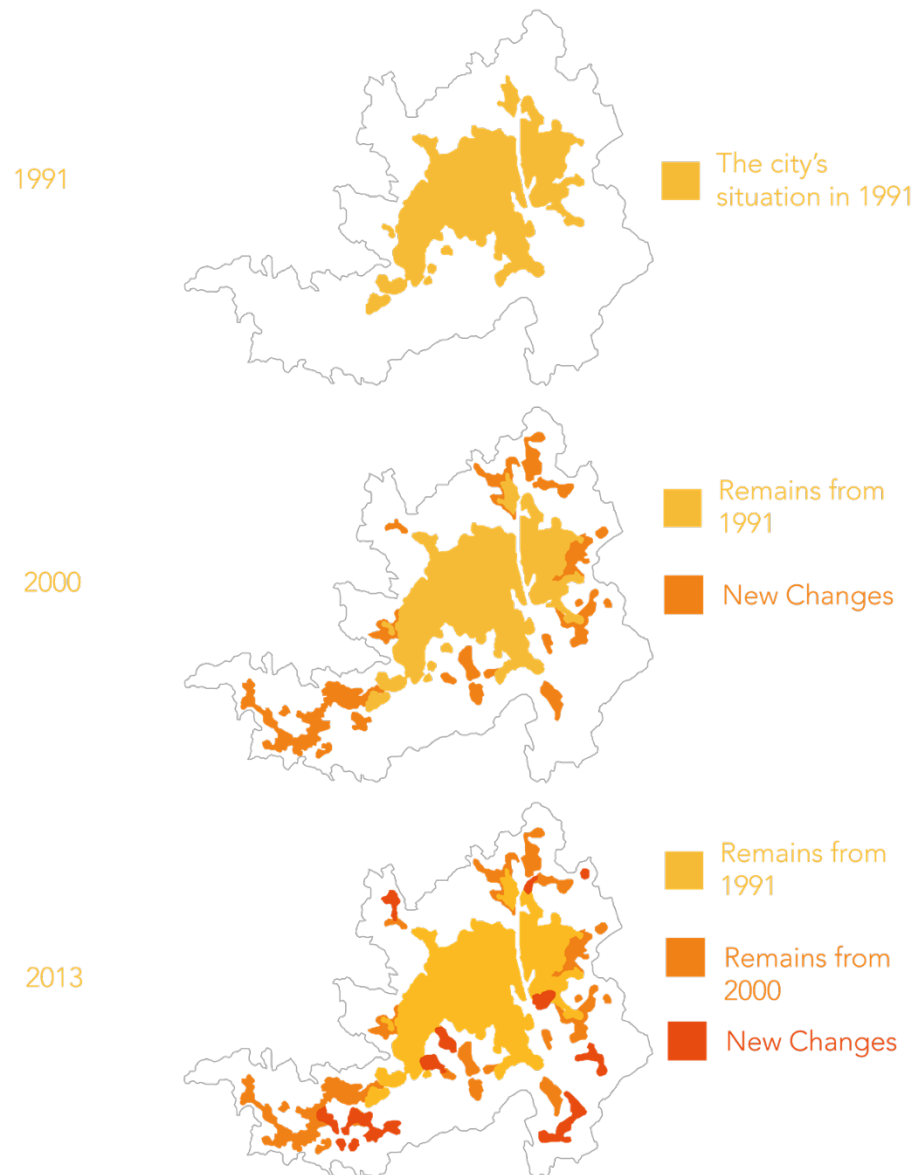 1991
The city's
situation in 1991
2000
Remains from
1991
New Changes
2013
Remains from
1991
Remains from
2000
New Changes